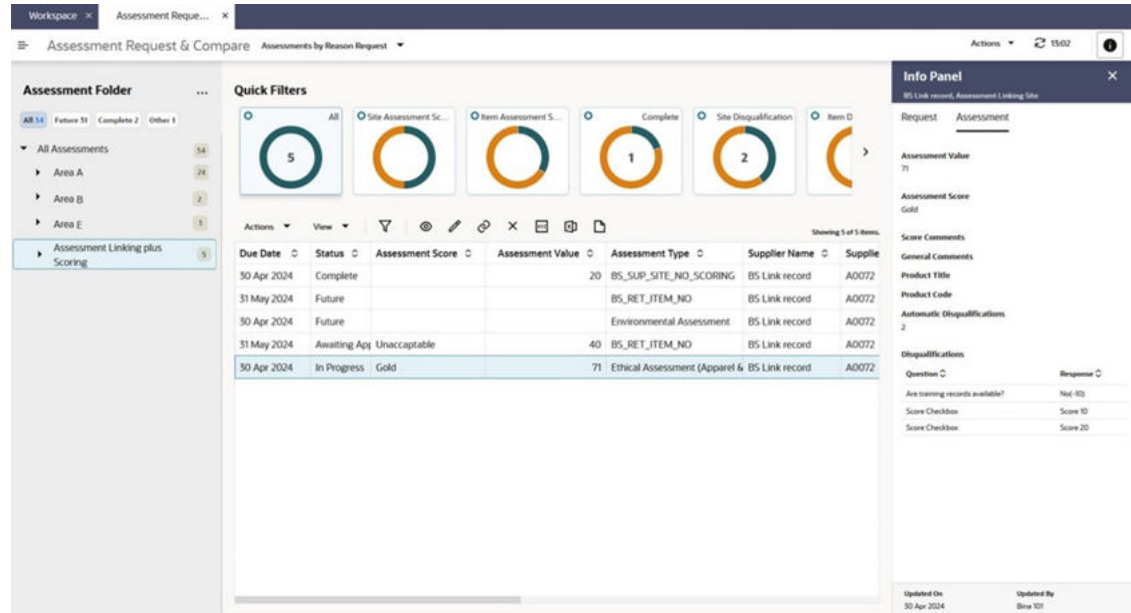 Workspace ×
Assessment Reque... ×
Assessment Request & Compare Assessments by Reason Request
Actions 13:02
Assessment Folder ...
All 54 Future 31 Complete 2 Other 1
All Assessments 54
Area A 24
Area B 2
Area E 3
Assessment Linking plus
Scoring 5
Quick Filters
All
5
Site Assessment Sc...
Item Assessment S...
Complete
1
Site Disqualification
2
Item D
Actions View
Showing 5 of 5 items.
Due Date Status Assessment Score Assessment Value Assessment Type Supplier Name Supplie
30 Apr 2024 Complete 20 BS_SUP_SITE_NO_SCORING BS Link record A0072
31 May 2024 Future BS_RET_ITEM_NO BS Link record A0072
30 Apr 2024 Future Environmental Assessment BS Link record A0072
31 May 2024 Awaiting App Unaccaptable 40 BS_RET_ITEM_NO BS Link record A0072
30 Apr 2024 In Progress Gold 71 Ethical Assessment (Apparel & BS Link record A0072
Info Panel ×
BS Link record, Assessment Linking Site
Request Assessment
Assessment Value
71
Assessment Score
Gold
Score Comments
General Comments
Product Title
Product Code
Automatic Disqualifications
2
Disqualifications
Question Response
Are training records available? No(-10)
Score Checkbox Score 10
Score Checkbox Score 20
Updated On Updated By
30 Apr 2024 Bina 101